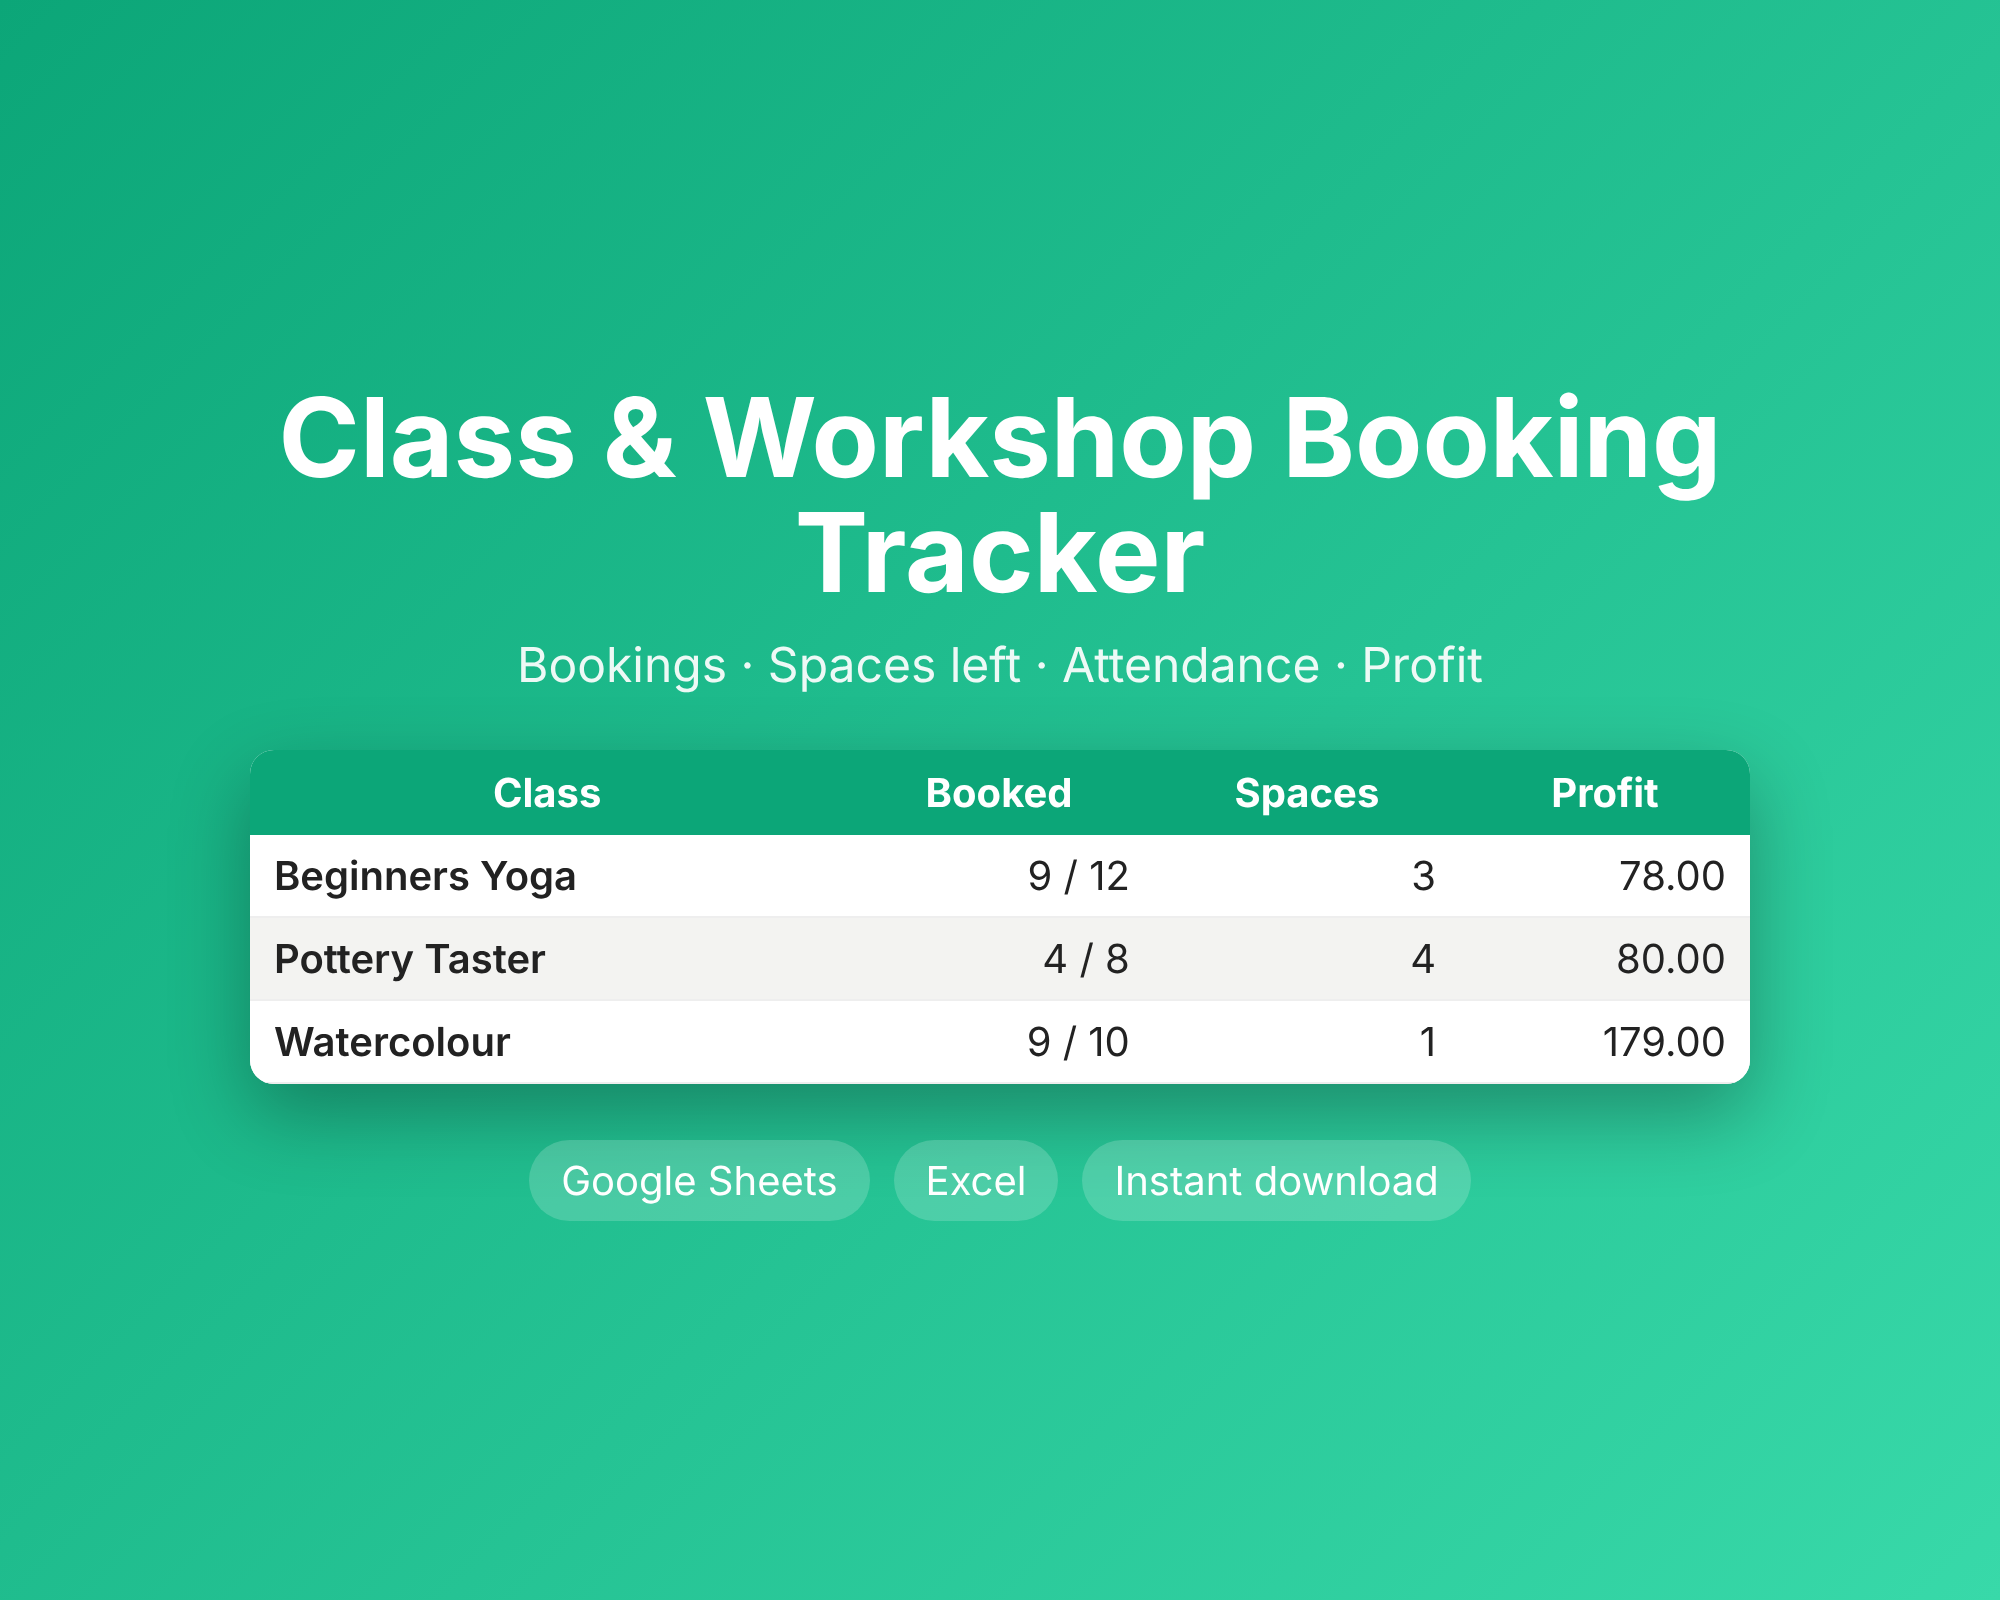 Class & Workshop Booking
Tracker
Bookings · Spaces left · Attendance · Profit
Class Booked Spaces Profit
Beginners Yoga 9 / 12 3 78.00
Pottery Taster 4 / 8 4 80.00
Watercolour 9 / 10 1 179.00
Google Sheets Excel Instant download